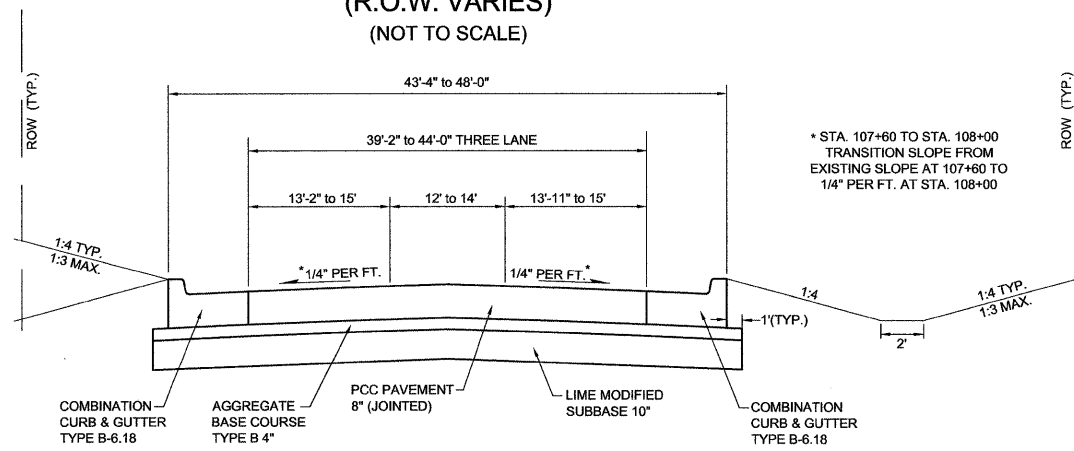 (R.O.W. VARIES)
(NOT TO SCALE)
ROW (TYP.)
ROW (TYP.)
43'-4" to 48'-0"
39'-2" to 44'-0" THREE LANE
* STA. 107+60 TO STA. 108+00
TRANSITION SLOPE FROM
EXISTING SLOPE AT 107+60 TO
1/4" PER FT. AT STA. 108+00
13'-2" to 15'
12' to 14'
13'-11" to 15'
1:4 TYP.
1:3 MAX.
*1/4" PER FT.
1/4" PER FT.*
1:4
1:4 TYP.
1:3 MAX.
1'(TYP.)
2'
COMBINATION
CURB & GUTTER
TYPE B-6.18
AGGREGATE
BASE COURSE
TYPE B 4"
PCC PAVEMENT
8" (JOINTED)
LIME MODIFIED
SUBBASE 10"
COMBINATION
CURB & GUTTER
TYPE B-6.18